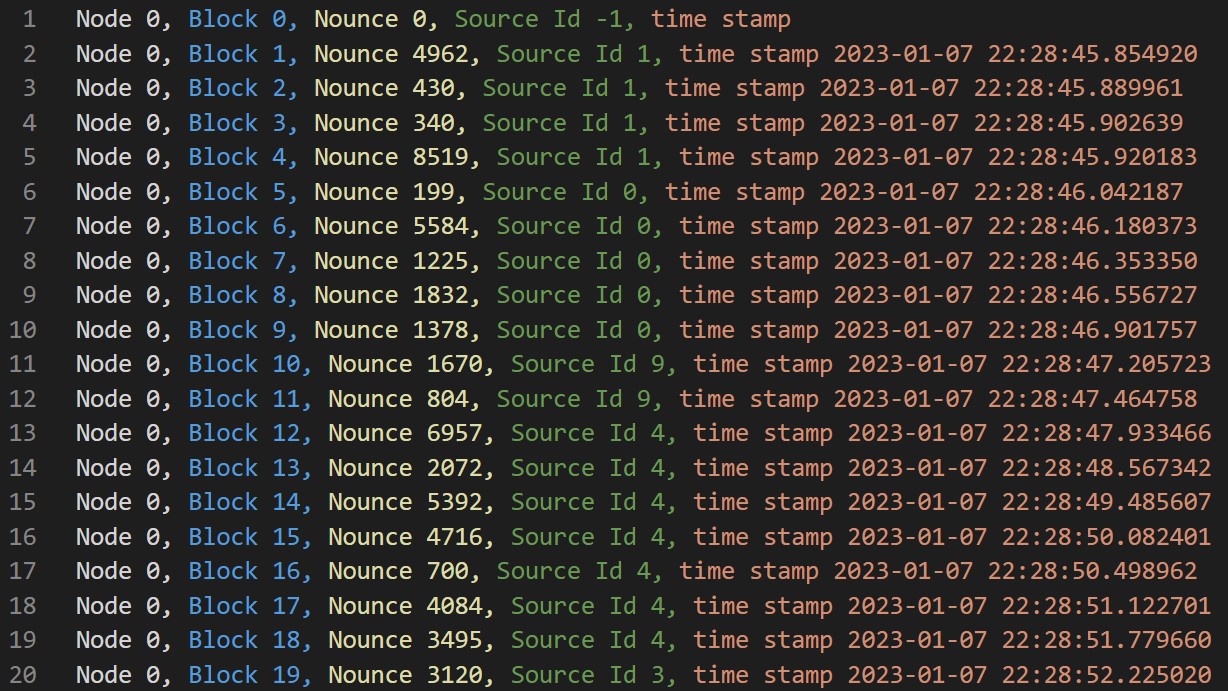 1 Node 0, Block 0, Nounce 0, Source Id -1, time stamp
2 Node 0, Block 1, Nounce 4962, Source Id 1, time stamp 2023-01-07 22:28:45.854920
3 Node 0, Block 2, Nounce 430, Source Id 1, time stamp 2023-01-07 22:28:45.889961
4 Node 0, Block 3, Nounce 340, Source Id 1, time stamp 2023-01-07 22:28:45.902639
5 Node 0, Block 4, Nounce 8519, Source Id 1, time stamp 2023-01-07 22:28:45.920183
6 Node 0, Block 5, Nounce 199, Source Id 0, time stamp 2023-01-07 22:28:46.042187
7 Node 0, Block 6, Nounce 5584, Source Id 0, time stamp 2023-01-07 22:28:46.180373
8 Node 0, Block 7, Nounce 1225, Source Id 0, time stamp 2023-01-07 22:28:46.353350
9 Node 0, Block 8, Nounce 1832, Source Id 0, time stamp 2023-01-07 22:28:46.556727
10 Node 0, Block 9, Nounce 1378, Source Id 0, time stamp 2023-01-07 22:28:46.901757
11 Node 0, Block 10, Nounce 1670, Source Id 9, time stamp 2023-01-07 22:28:47.205723
12 Node 0, Block 11, Nounce 804, Source Id 9, time stamp 2023-01-07 22:28:47.464758
13 Node 0, Block 12, Nounce 6957, Source Id 4, time stamp 2023-01-07 22:28:47.933466
14 Node 0, Block 13, Nounce 2072, Source Id 4, time stamp 2023-01-07 22:28:48.567342
15 Node 0, Block 14, Nounce 5392, Source Id 4, time stamp 2023-01-07 22:28:49.485607
16 Node 0, Block 15, Nounce 4716, Source Id 4, time stamp 2023-01-07 22:28:50.082401
17 Node 0, Block 16, Nounce 700, Source Id 4, time stamp 2023-01-07 22:28:50.498962
18 Node 0, Block 17, Nounce 4084, Source Id 4, time stamp 2023-01-07 22:28:51.122701
19 Node 0, Block 18, Nounce 3495, Source Id 4, time stamp 2023-01-07 22:28:51.779660
20 Node 0, Block 19, Nounce 3120, Source Id 3, time stamp 2023-01-07 22:28:52.225020